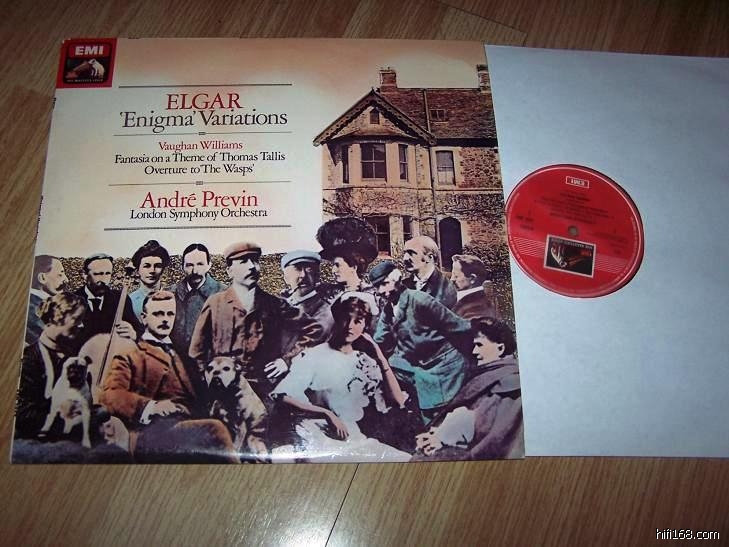 EMI
ELGAR
'Enigma' Variations
Vaughan Williams
Fantasia on a Theme of Thomas Tallis
Overture to 'The Wasps'
André Previn
London Symphony Orchestra
EMI
hifi168.com